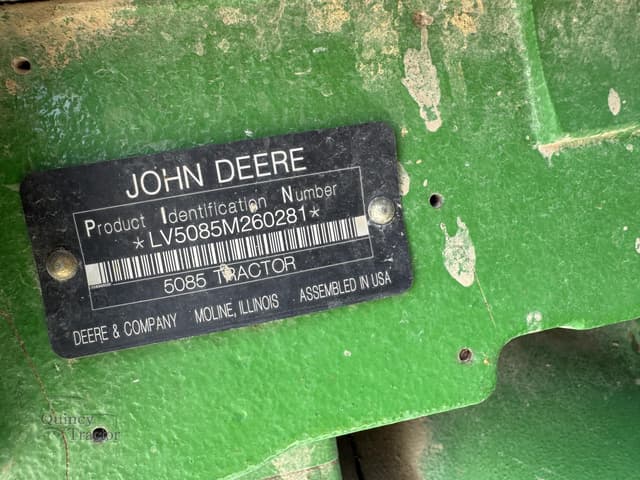 JOHN DEERE
Product Identification Number
*LV5085M260281*
5085 TRACTOR
DEERE & COMPANY MOLINE, ILLINOIS ASSEMBLED IN USA
Quincy
Tractor